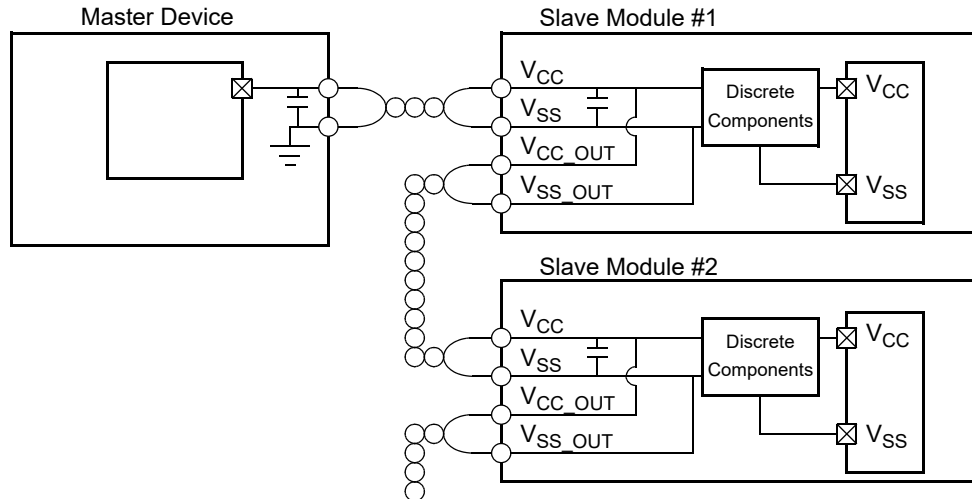 Master Device
Slave Module #1
VCC
VSS
VCC_OUT
VSS_OUT
Discrete
Components
VCC
VSS
Slave Module #2
VCC
VSS
VCC_OUT
VSS_OUT
Discrete
Components
VCC
VSS